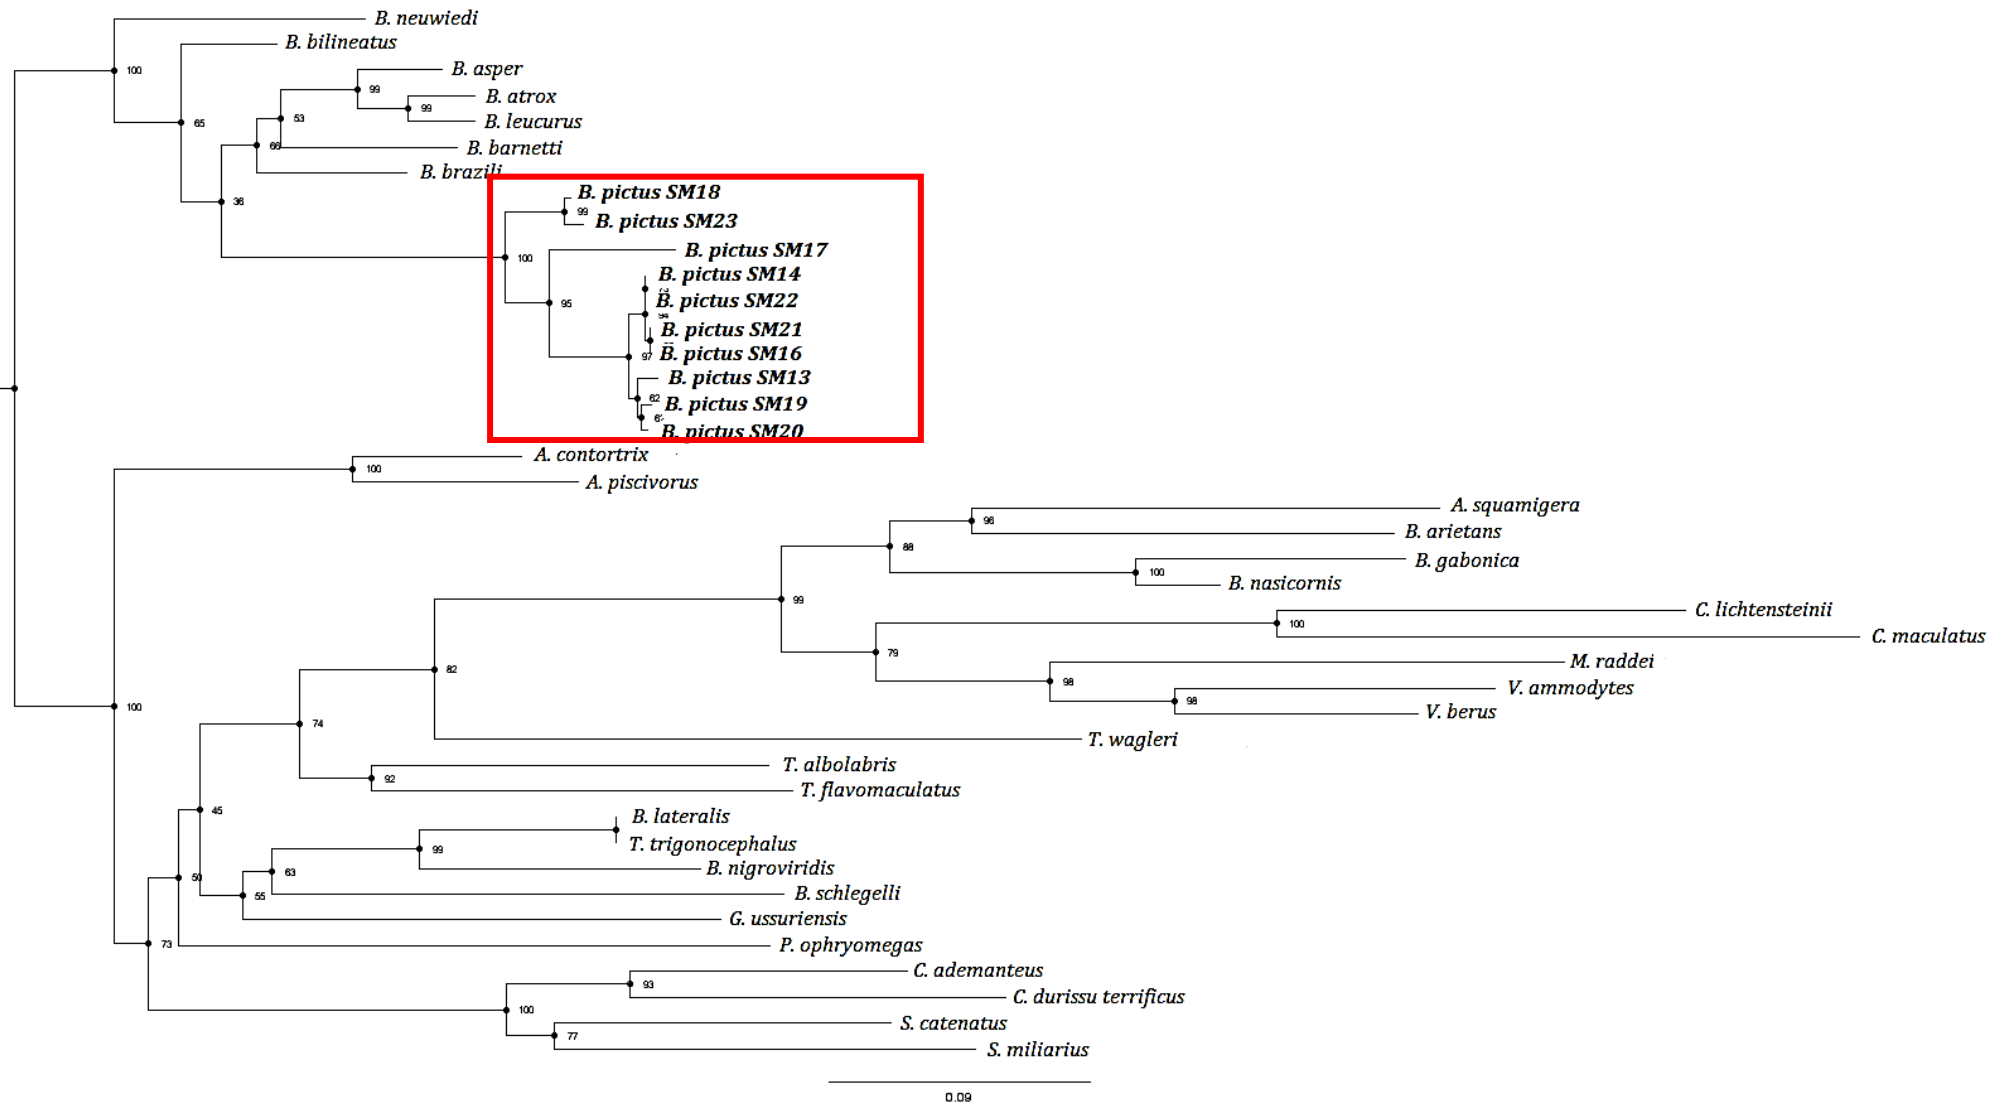 B. neuwiedi
B. bilineatus
B. asper
100
99
B. atrox
99
B. leucurus
65
53
B. barnetti
66
B. brazili
36
B. pictus SM18
99
B. pictus SM23
B. pictus SM17
100
B. pictus SM14
B. pictus SM22
95
94
B. pictus SM21
97
B. pictus SM16
B. pictus SM13
62
B. pictus SM19
B. pictus SM20
A. contortrix
100
A. piscivorus
A. squamigera
96
B. arietans
88
B. gabonica
100
B. nasicornis
99
C. lichtensteinii
100
C. maculatus
79
M. raddei
82
98
V. ammodytes
98
V. berus
100
74
T. wagleri
T. albolabris
92
T. flavomaculatus
45
B. lateralis
T. trigonocephalus
99
B. nigroviridis
63
50
B. schlegelli
55
G. ussuriensis
73
P. ophryomegas
C. ademanteus
93
C. durissu terrificus
100
S. catenatus
77
S. miliarius
0.09